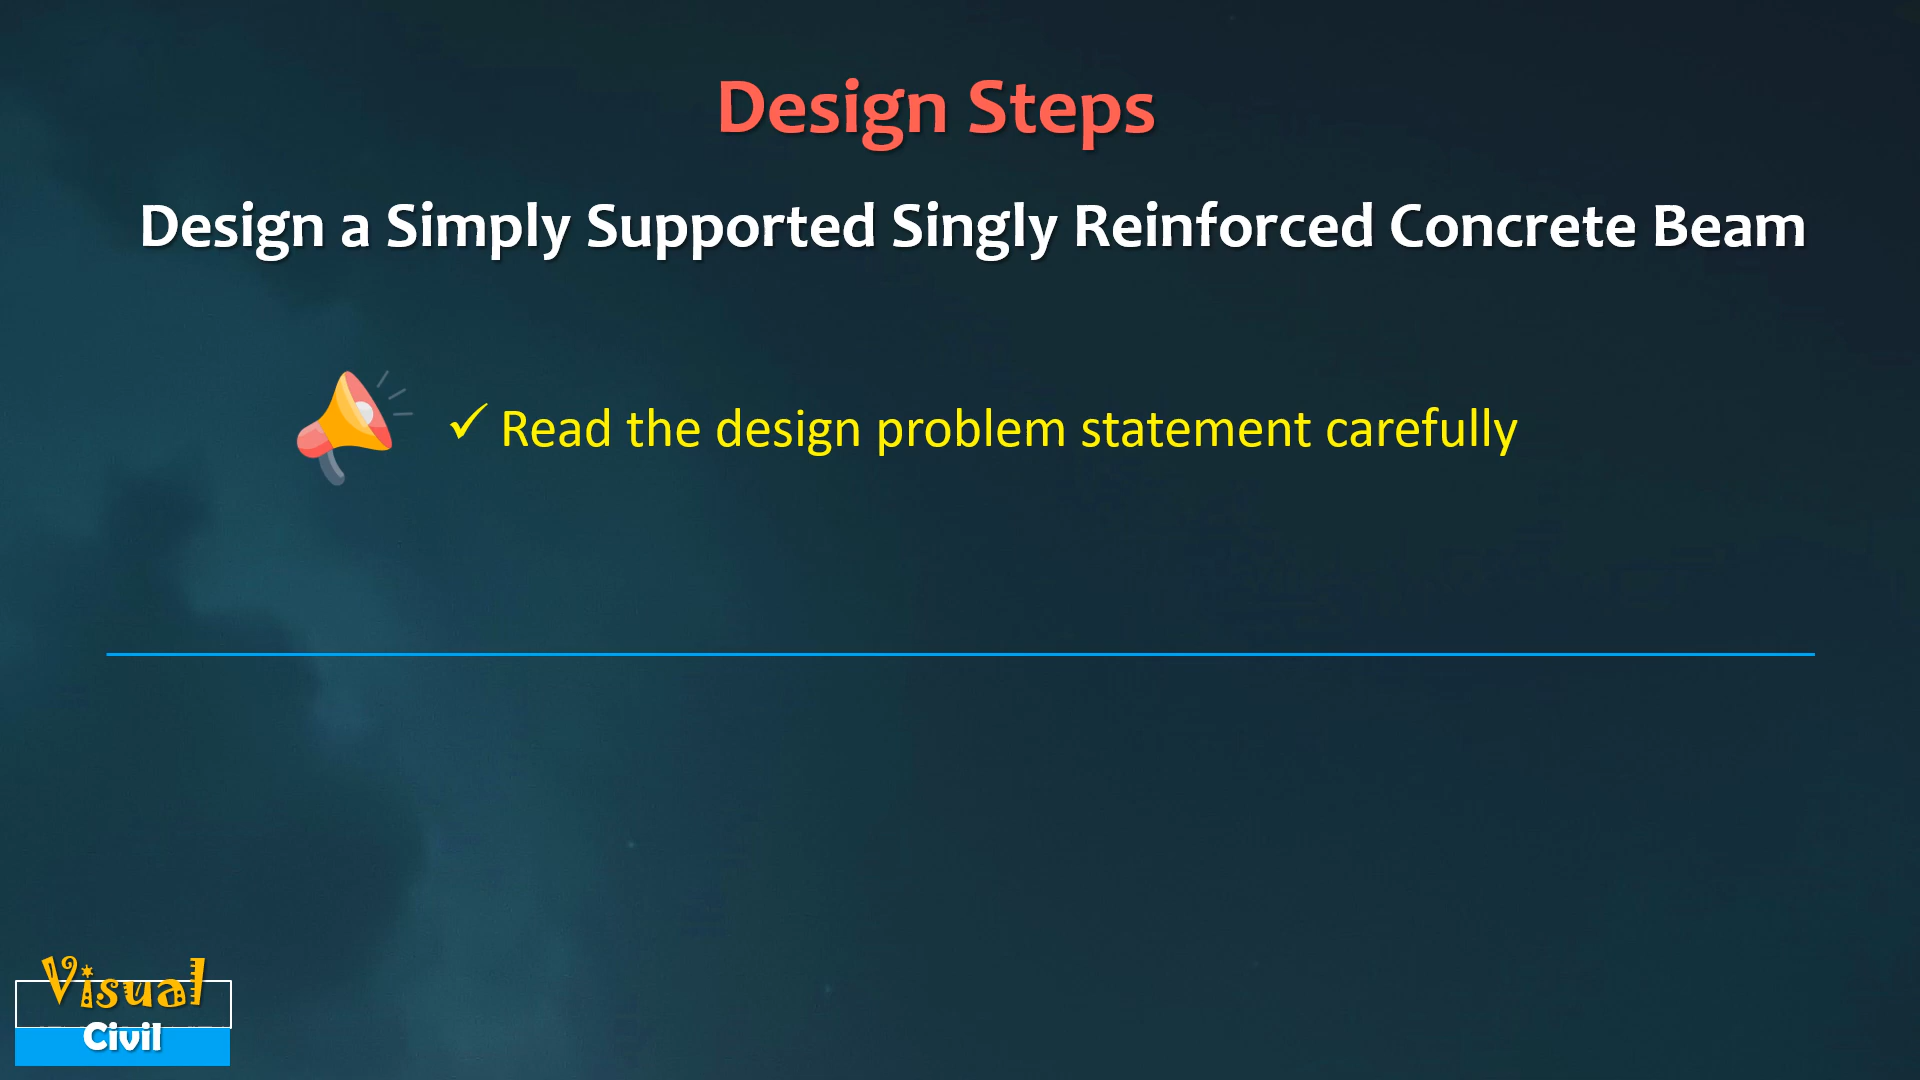 Design Steps
Design a Simply Supported Singly Reinforced Concrete Beam
✓ Read the design problem statement carefully
Visual
Civil